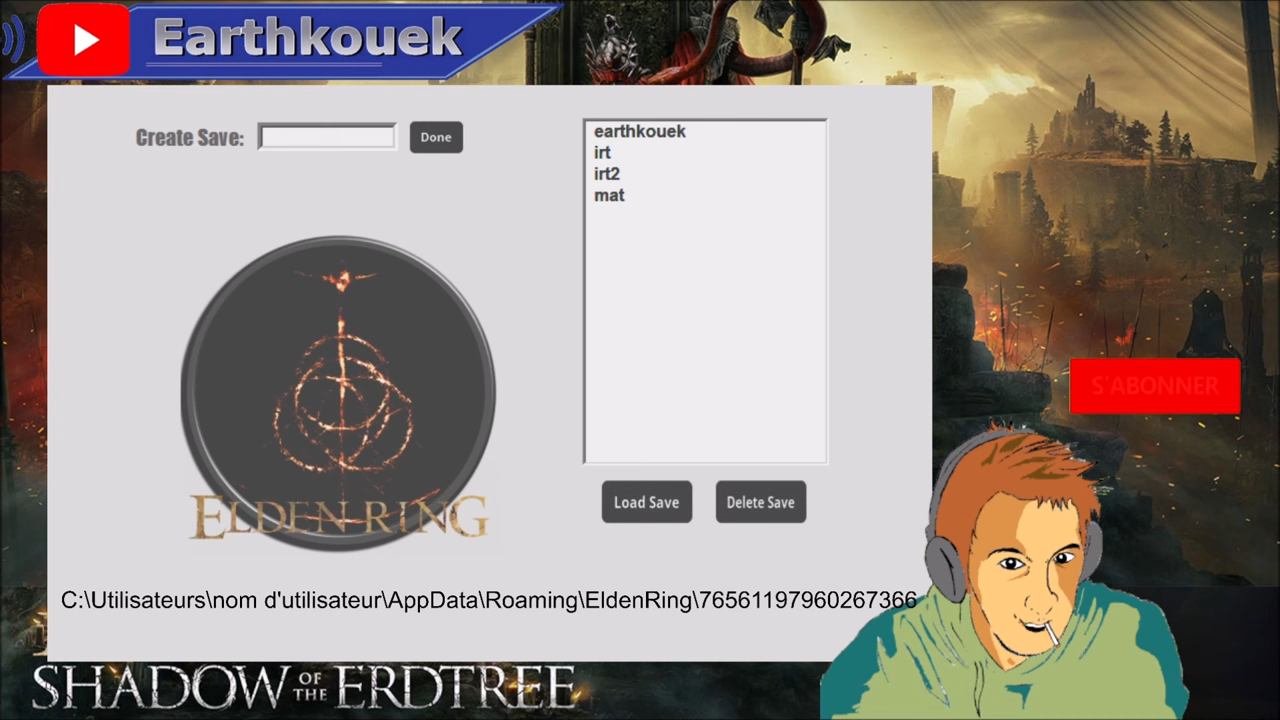 Earthkouek
Create Save:
Done
earthkouek
irt
irt2
mat
ELDEN RING
Load Save
Delete Save
S'ABONNER
C:\Utilisateurs\nom d'utilisateur\AppData\Roaming\EldenRing\76561197960267366
SHADOW OF THE ERDTREE